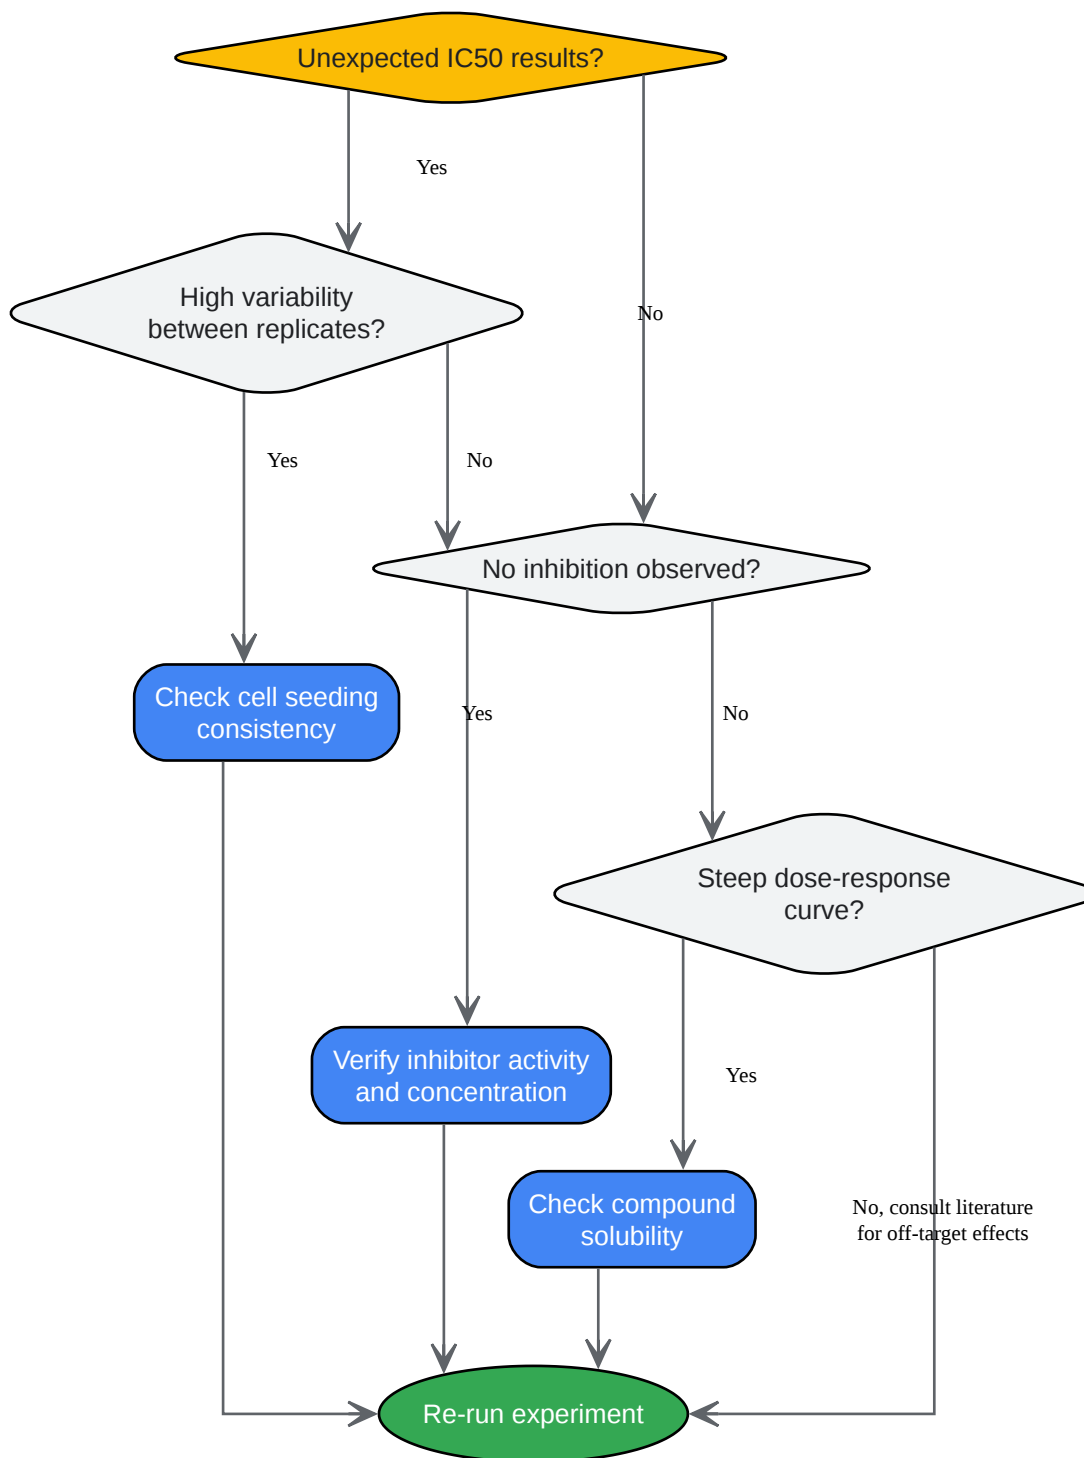 Unexpected IC50 results?
Yes
High variability
between replicates?
No
Yes
No
No inhibition observed?
Check cell seeding
consistency
Yes
No
Steep dose-response
curve?
Verify inhibitor activity
and concentration
Yes
Check compound
solubility
No, consult literature
for off-target effects
Re-run experiment